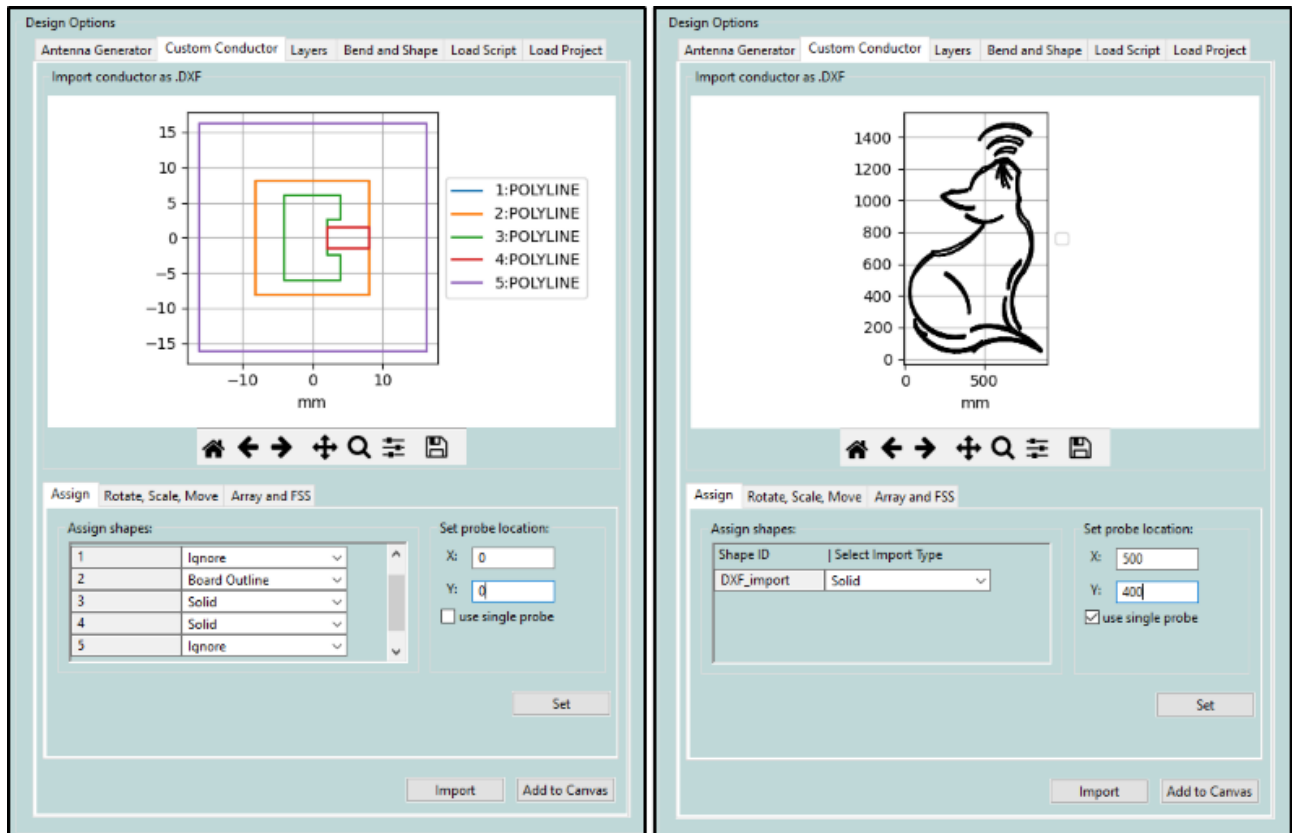 Design Options
Antenna Generator Custom Conductor Layers Bend and Shape Load Script Load Project
Import conductor as .DXF
15
10
5
0
−5
−10
−15
−10 0 10
mm
1:POLYLINE
2:POLYLINE
3:POLYLINE
4:POLYLINE
5:POLYLINE
Assign Rotate, Scale, Move Array and FSS
Assign shapes:
1 Ignore
2 Board Outline
3 Solid
4 Solid
5 Ignore
Set probe location:
X: 0
Y: 0
use single probe
Set
Import Add to Canvas
Design Options
Antenna Generator Custom Conductor Layers Bend and Shape Load Script Load Project
Import conductor as .DXF
1400
1200
1000
800
600
400
200
0
0 500
mm
Assign Rotate, Scale, Move Array and FSS
Assign shapes:
Shape ID | Select Import Type
DXF_import Solid
Set probe location:
X: 500
Y: 400
use single probe
Set
Import Add to Canvas